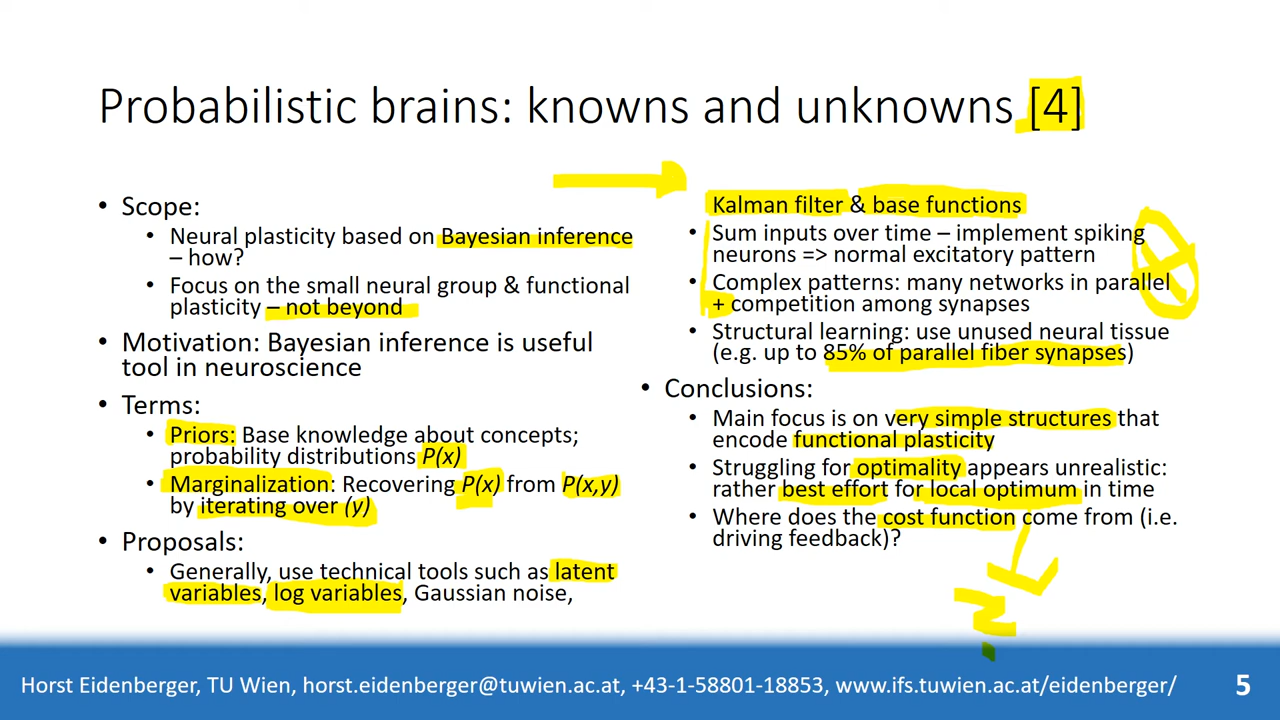 Probabilistic brains: knowns and unknowns [4]
• Scope:
• Neural plasticity based on Bayesian inference
– how?
• Focus on the small neural group & functional
plasticity – not beyond
• Motivation: Bayesian inference is useful
tool in neuroscience
• Terms:
• Priors: Base knowledge about concepts;
probability distributions P(x)
• Marginalization: Recovering P(x) from P(x,y)
by iterating over (y)
• Proposals:
• Generally, use technical tools such as latent
variables, log variables, Gaussian noise,
Kalman filter & base functions
• Sum inputs over time – implement spiking
neurons => normal excitatory pattern
• Complex patterns: many networks in parallel
+ competition among synapses
• Structural learning: use unused neural tissue
(e.g. up to 85% of parallel fiber synapses)
• Conclusions:
• Main focus is on very simple structures that
encode functional plasticity
• Struggling for optimality appears unrealistic:
rather best effort for local optimum in time
• Where does the cost function come from (i.e.
driving feedback)?
Horst Eidenberger, TU Wien, horst.eidenberger@tuwien.ac.at, +43-1-58801-18853, www.ifs.tuwien.ac.at/eidenberger/
5